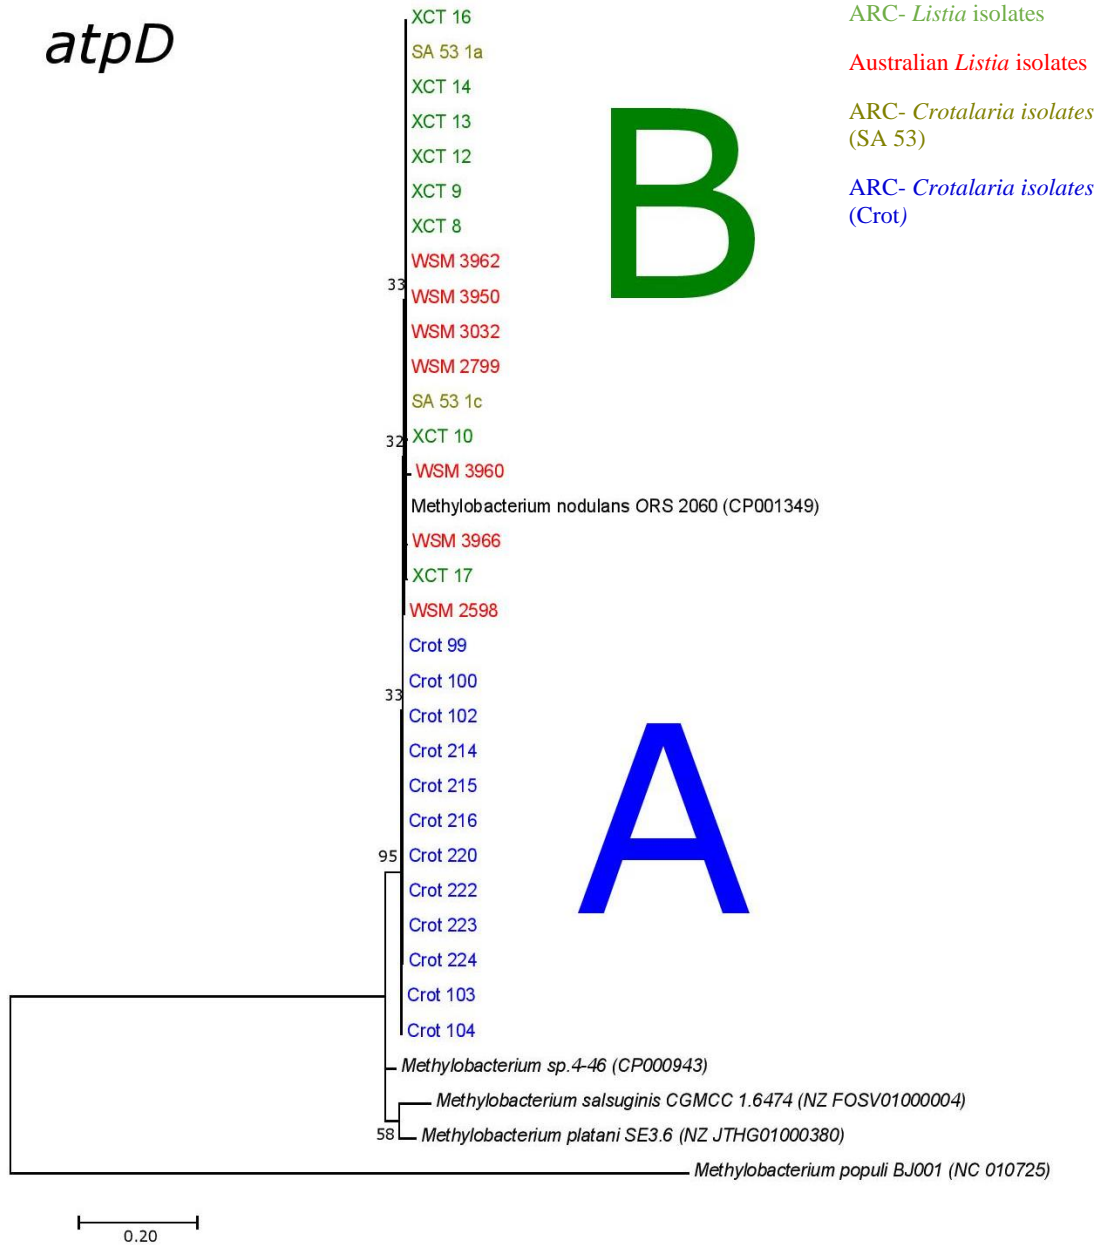 atpD
ARC- Listia isolates
Australian Listia isolates
ARC- Crotalaria isolates
(SA 53)
ARC- Crotalaria isolates
(Crot)
B
A
XCT 16
SA 53 1a
XCT 14
XCT 13
XCT 12
XCT 9
XCT 8
WSM 3962
33
WSM 3950
WSM 3032
WSM 2799
SA 53 1c
32
XCT 10
WSM 3960
Methylobacterium nodulans ORS 2060 (CP001349)
WSM 3966
XCT 17
WSM 2598
Crot 99
Crot 100
33
Crot 102
Crot 214
Crot 215
Crot 216
95
Crot 220
Crot 222
Crot 223
Crot 224
Crot 103
Crot 104
Methylobacterium sp.4-46 (CP000943)
Methylobacterium salsuginis CGMCC 1.6474 (NZ FOSV01000004)
58
Methylobacterium platani SE3.6 (NZ JTHG01000380)
Methylobacterium populi BJ001 (NC 010725)
0.20